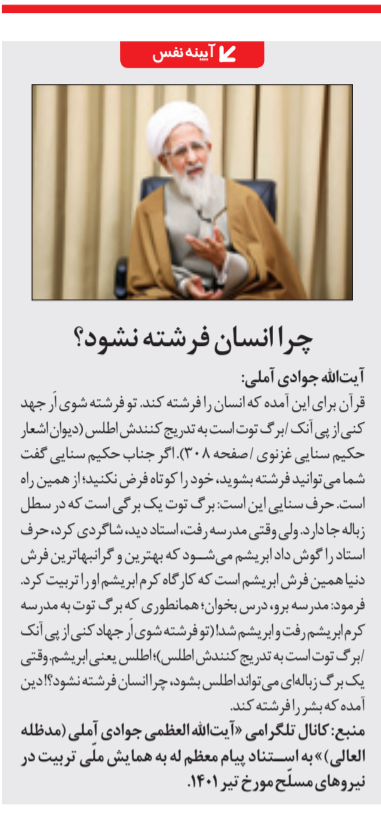 آیینه نفس
چرا انسان فرشته نشود؟
آیت‌الله جوادی آملی:
قرآن برای این آمده که انسان را فرشته کند. تو فرشته شوی اَر جهد
کنی از پی آنک /برگ توت است به تدریج کنندش اطلس (دیوان اشعار
حکیم سنایی غزنوی /صفحه ۳۰۸). اگر جناب حکیم سنایی گفت
شما می‌توانید فرشته بشوید، خود را کوتاه فرض نکنید؛ از همین راه
است. حرف سنایی این است: برگ توت یک برگی است که در سطل
زباله جا دارد. ولی وقتی مدرسه رفت، استاد دید، شاگردی کرد، حرف
استاد را گوش داد ابریشم می‌شود که بهترین و گرانبهاترین فرش
دنیا همین فرش ابریشم است که کارگاه کرم ابریشم او را تربیت کرد.
فرمود: مدرسه برو، درس بخوان؛ همانطوری که برگ توت به مدرسه
کرم ابریشم رفت و ابریشم شد! (تو فرشته شوی اَر جهاد کنی از پی آنک
/برگ توت است به تدریج کنندش اطلس)؛ اطلس یعنی ابریشم. وقتی
یک برگ زباله‌ای می‌تواند اطلس بشود، چرا انسان فرشته نشود؟! دین
آمده که بشر را فرشته کند.
منبع: کانال تلگرامی «آیت‌الله العظمی جوادی آملی (مدظله
العالی)» به استناد پیام معظم له به همایش ملّی تربیت در
نیروهای مسلّح مورخ تیر ۱۴۰۱.